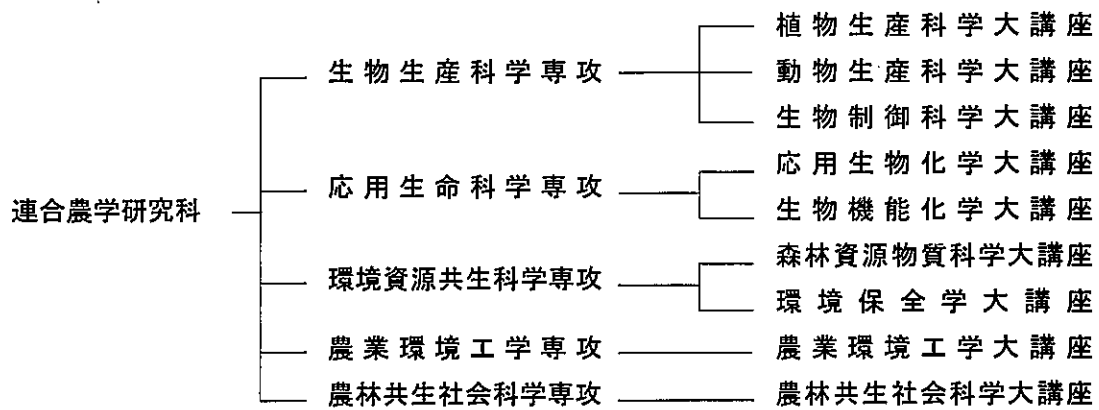 連合農学研究科
生物生産科学専攻
植物生産科学大講座
動物生産科学大講座
生物制御科学大講座
応用生命科学専攻
応用生物化学大講座
生物機能化学大講座
環境資源共生科学専攻
森林資源物質科学大講座
環境保全学大講座
農業環境工学専攻
農業環境工学大講座
農林共生社会科学専攻
農林共生社会科学大講座